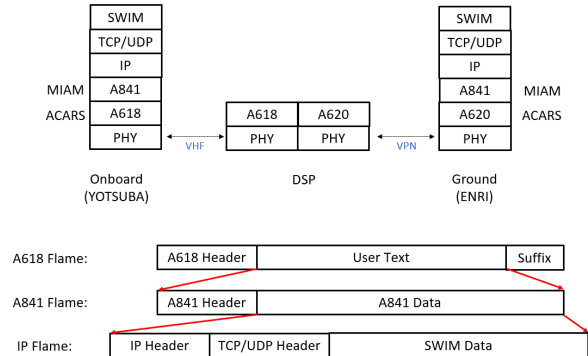 SWIM SWIM
TCP/UDP TCP/UDP
IP IP
MIAM A841 A841 MIAM
ACARS A618 A618 A620 A620 ACARS
PHY VHF PHY PHY VPN PHY
Onboard DSP Ground
(YOTSUBA) (ENRI)
A618 Flame: A618 Header User Text Suffix
A841 Flame: A841 Header A841 Data
IP Flame: IP Header TCP/UDP Header SWIM Data